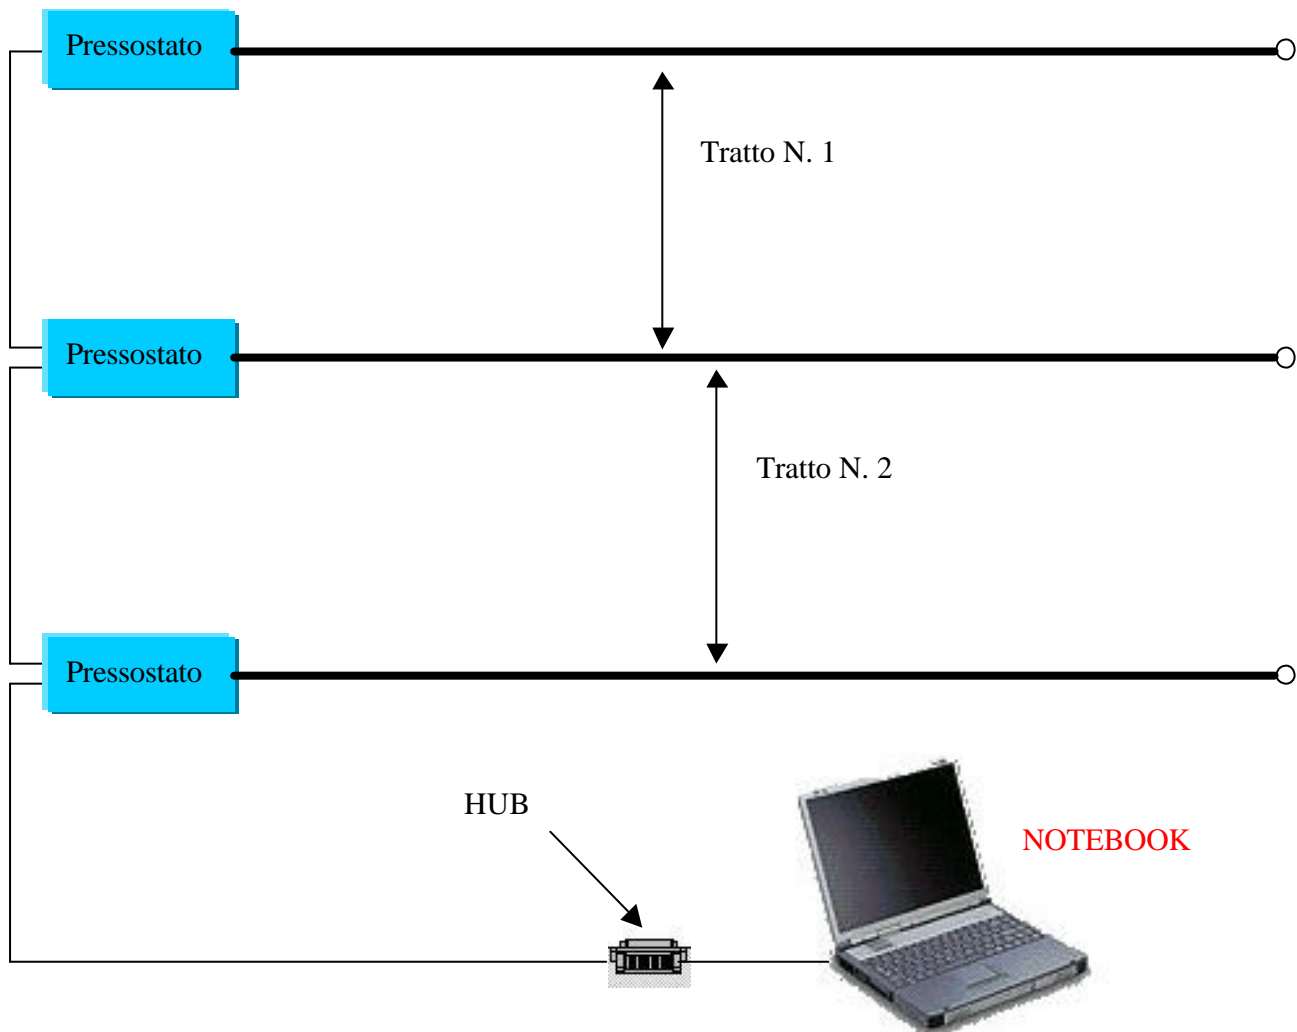 Pressostato
Tratto N. 1
Pressostato
Tratto N. 2
Pressostato
HUB
NOTEBOOK